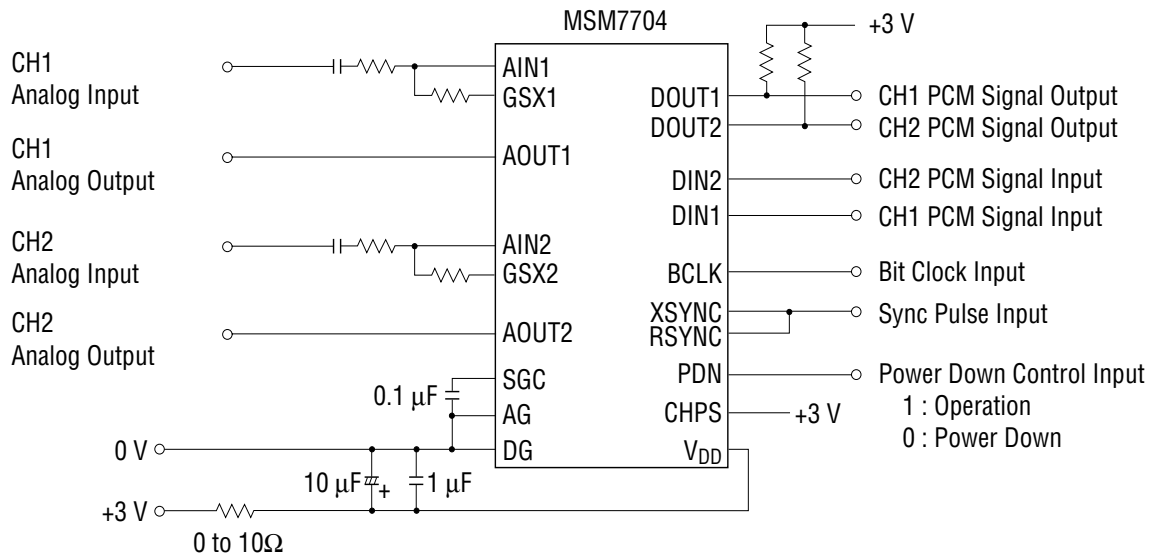 MSM7704
+3 V
CH1
Analog Input
AIN1
GSX1
DOUT1
CH1 PCM Signal Output
DOUT2
CH2 PCM Signal Output
CH1
Analog Output
AOUT1
DIN2
CH2 PCM Signal Input
DIN1
CH1 PCM Signal Input
CH2
Analog Input
AIN2
GSX2
BCLK
Bit Clock Input
XSYNC
RSYNC
Sync Pulse Input
CH2
Analog Output
AOUT2
SGC
0.1 μF
AG
PDN
Power Down Control Input
1 : Operation
0 : Power Down
CHPS
+3 V
0 V
DG
VDD
10 μF
+
1 μF
+3 V
0 to 10Ω